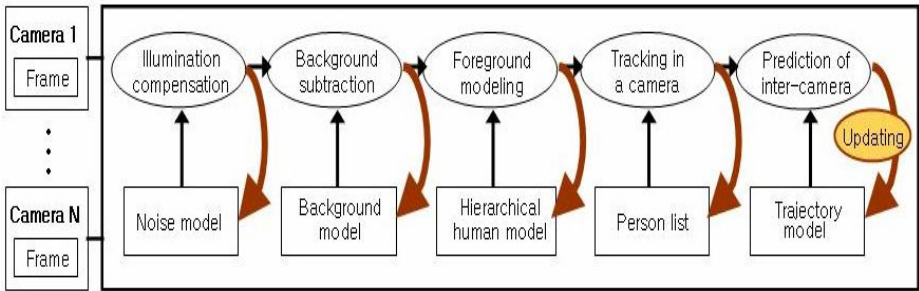 Camera 1
Frame
Camera N
Frame
Illumination
compensation
Background
subtraction
Foreground
modeling
Tracking in
a camera
Prediction of
inter-camera
Updating
Noise model
Background
model
Hierarchical
human model
Person list
Trajectory
model